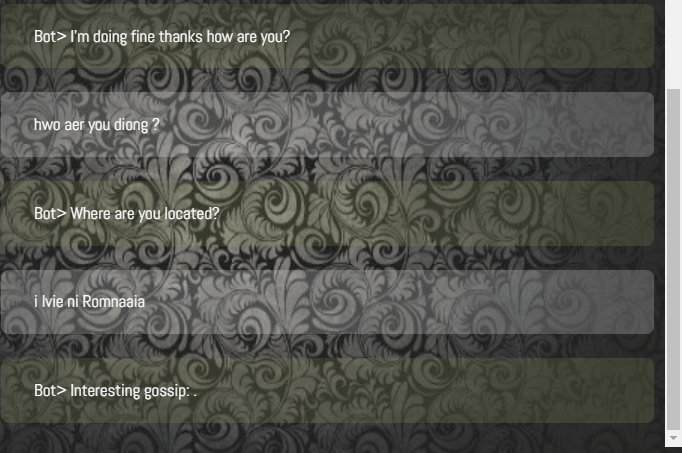 Bot> I'm doing fine thanks how are you?
hwo aer you diong ?
Bot> Where are you located?
i lvie ni Romnaaia
Bot> Interesting gossip: .